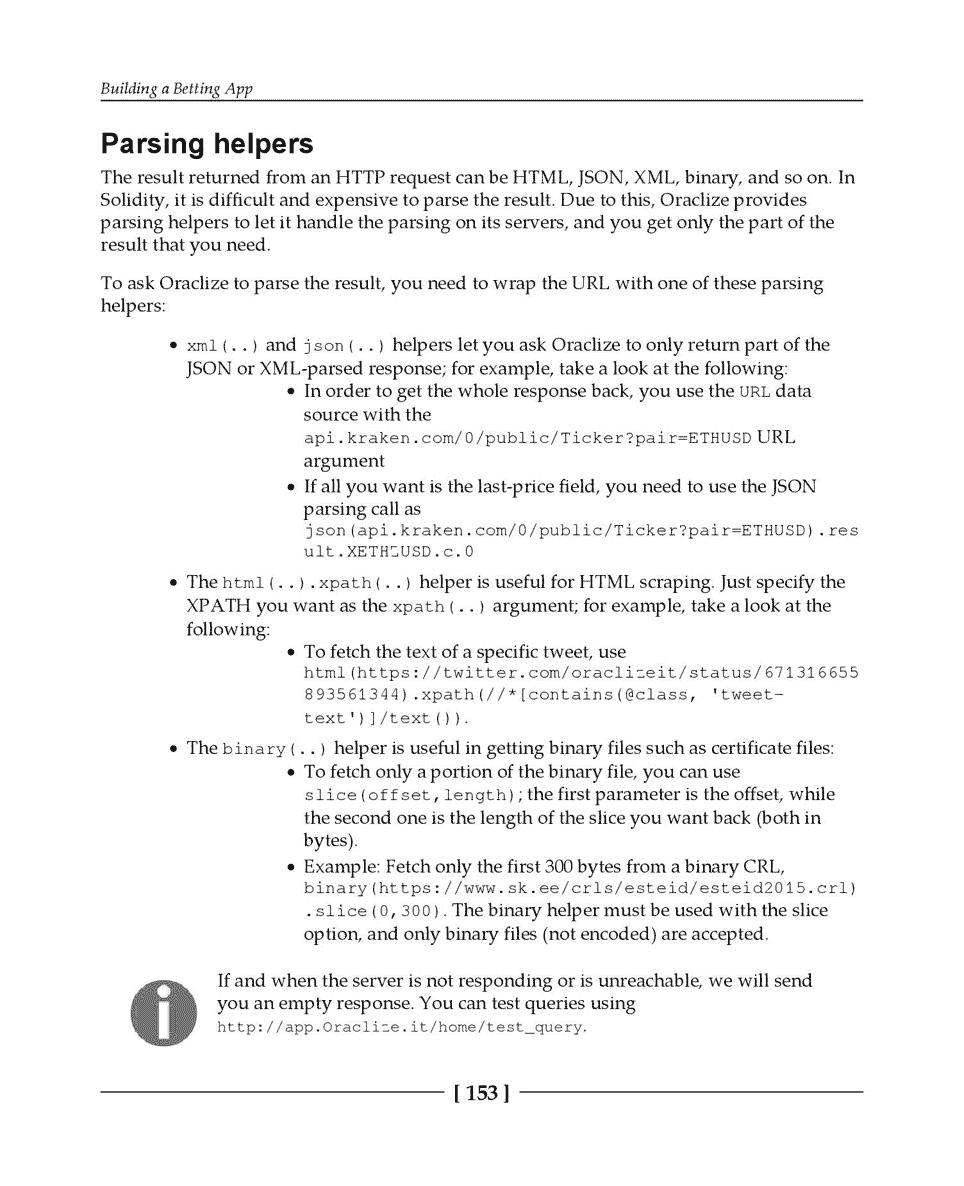 Building a Betting App
Parsing helpers
The result returned from an HTTP request can be HTML, JSON, XML, binary, and so on. In
Solidity, it is difficult and expensive to parse the result. Due to this, Oraclize provides
parsing helpers to let it handle the parsing on its servers, and you get only the part of the
result that you need.
To ask Oraclize to parse the result, you need to wrap the URL with one of these parsing
helpers:
• xml(..) and json(..) helpers let you ask Oraclize to only return part of the
JSON or XML-parsed response; for example, take a look at the following:
• In order to get the whole response back, you use the URL data
source with the
api.kraken.com/0/public/Ticker?pair=ETHUSD URL
argument
• If all you want is the last-price field, you need to use the JSON
parsing call as
json(api.kraken.com/0/public/Ticker?pair=ETHUSD).res
ult.XETHZUSD.c.0
• The html(..).xpath(..) helper is useful for HTML scraping. Just specify the
XPATH you want as the xpath(..) argument; for example, take a look at the
following:
• To fetch the text of a specific tweet, use
html(https://twitter.com/oraclizeit/status/671316655
893561344).xpath(//*[contains(@class, 'tweet-
text')]/text()).
• The binary(..) helper is useful in getting binary files such as certificate files:
• To fetch only a portion of the binary file, you can use
slice(offset,length); the first parameter is the offset, while
the second one is the length of the slice you want back (both in
bytes).
• Example: Fetch only the first 300 bytes from a binary CRL,
binary(https://www.sk.ee/crls/esteid/esteid2015.crl)
.slice(0,300). The binary helper must be used with the slice
option, and only binary files (not encoded) are accepted.
If and when the server is not responding or is unreachable, we will send
you an empty response. You can test queries using
http://app.Oraclize.it/home/test_query.
[ 153 ]